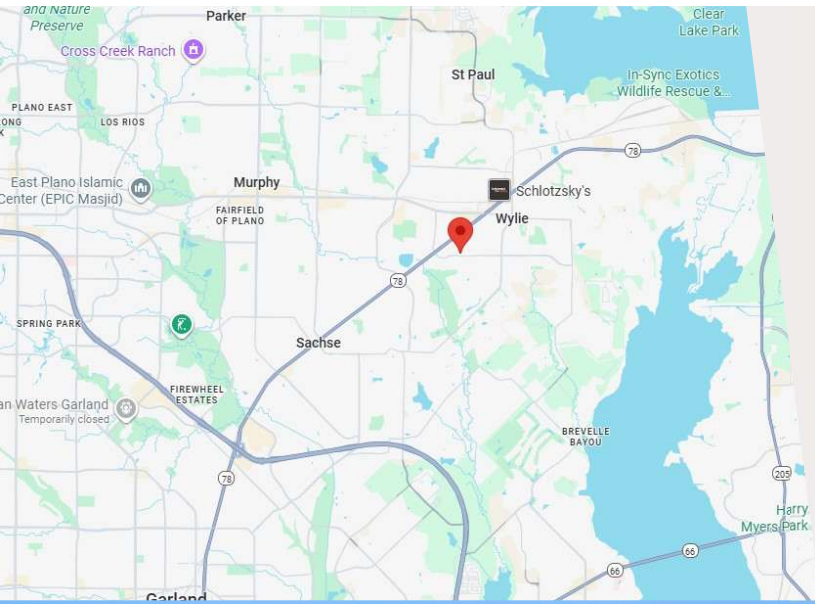 and Nature
Preserve
Parker
Clear
Lake Park
Cross Creek Ranch
St Paul
In-Sync Exotics
Wildlife Rescue &...
PLANO EAST
ONG
K
LOS RIOS
78
East Plano Islamic
Center (EPIC Masjid)
Murphy
Schlotzsky's
FAIRFIELD
OF PLANO
Wylie
78
SPRING PARK
Sachse
FIREWHEEL
ESTATES
an Waters Garland
Temporarily closed
BREVELLE
BAYOU
78
205
Harry
Myers Park
66
66
Garland